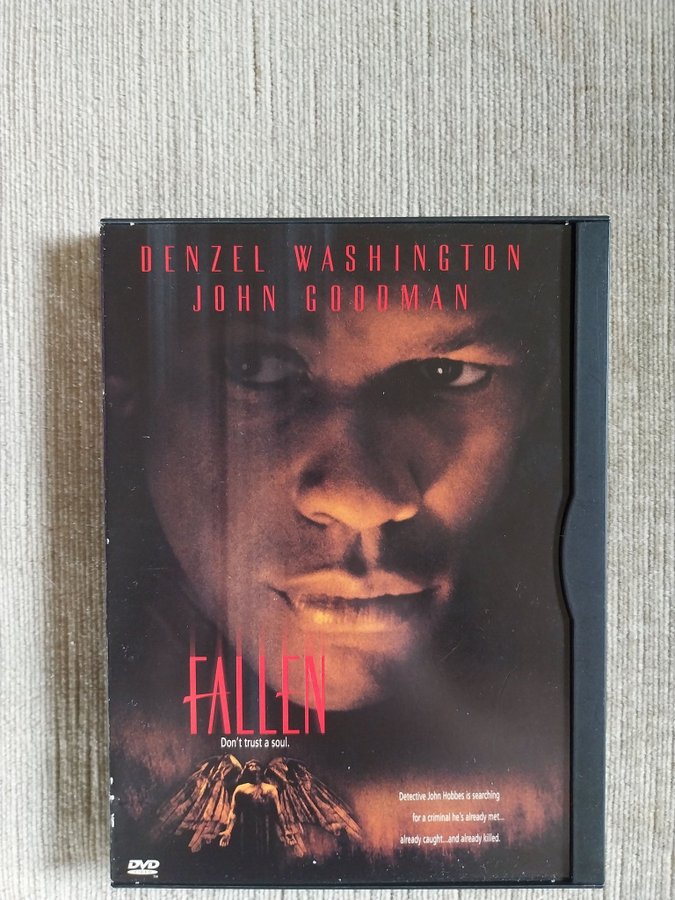 DENZEL WASHINGTON
JOHN GOODMAN
FALLEN
Don't trust a soul.
Detective John Hobbes is searching
for a criminal he's already met...
already caught...and already killed.
DVD